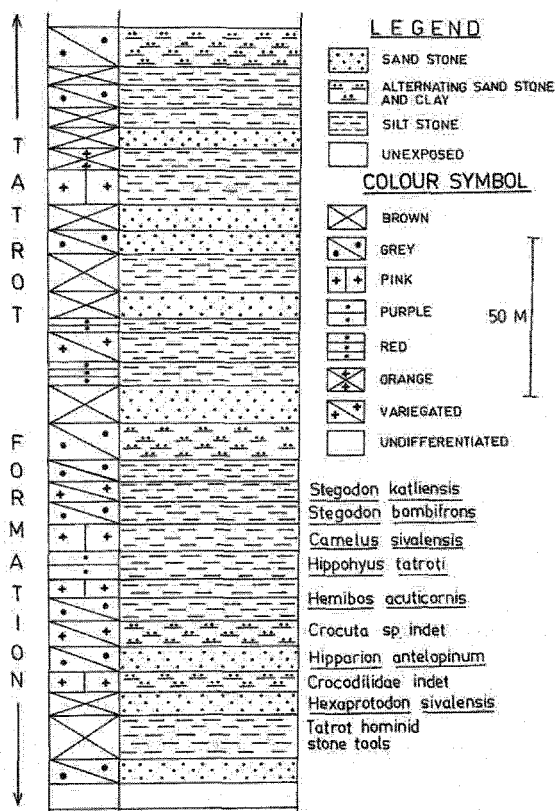 TATROT FORMATION
LEGEND
SAND STONE
ALTERNATING SAND STONE
AND CLAY
SILT STONE
UNEXPOSED
COLOUR SYMBOL
BROWN
GREY
PINK
PURPLE
RED
ORANGE
VARIEGATED
UNDIFFERENTIATED
50 M
Stegodon katliensis
Stegodon bombifrons
Camelus sivalensis
Hippohyus tatroti
Hemibos acuticornis
Crocuta sp indet
Hipparion antelopinum
Crocodilidae indet
Hexaprotodon sivalensis
Tatrot hominid
stone tools